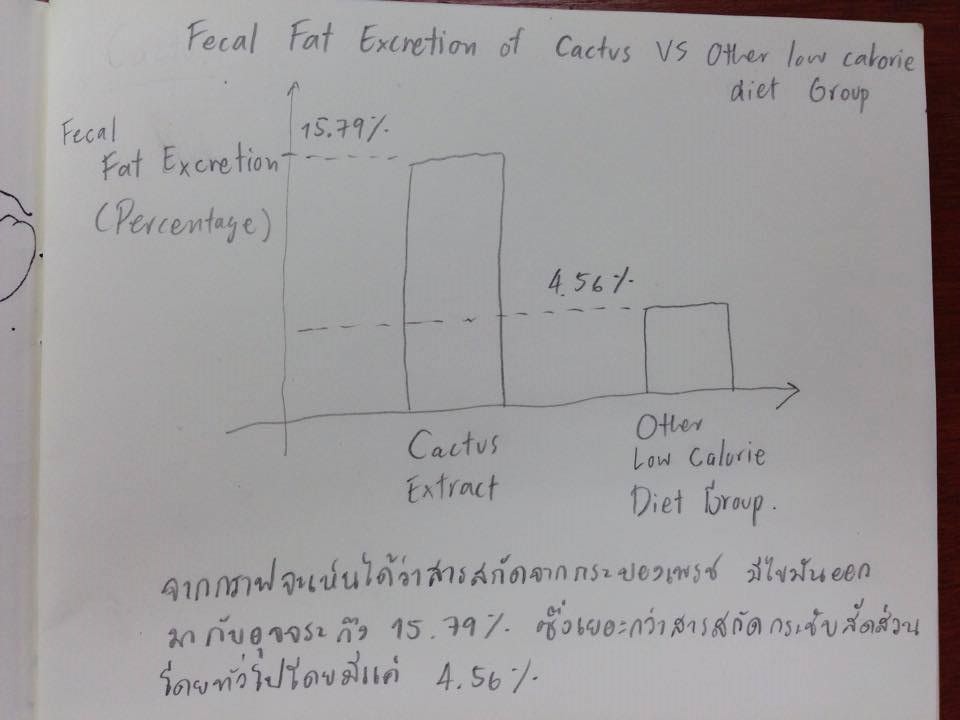 Fecal Fat Excretion of Cactus VS Other low calorie
diet Group
15.79%
Fecal
Fat Excretion
(Percentage)
4.56%
Cactus
Extract
Other
Low Calorie
Diet Group.
จากกราฟจะเห็นได้ว่าสารสกัดจากกระบองเพรช มีไขมันออก
มากับอุจจระถึง 15.79% ซึ่งเยอะกว่าสารสกัดกระชับสัดส่วน
โดยทั่วไปโดยมีแค่ 4.56%